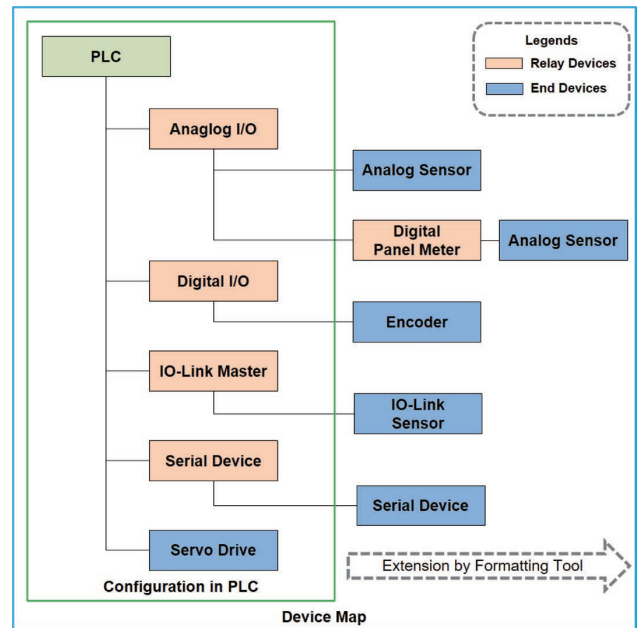 PLC
Legends
Relay Devices
End Devices
Anaglog I/O
Analog Sensor
Digital
Panel Meter
Analog Sensor
Digital I/O
Encoder
IO-Link Master
IO-Link
Sensor
Serial Device
Serial Device
Servo Drive
Extension by Formatting Tool
Configuration in PLC
Device Map